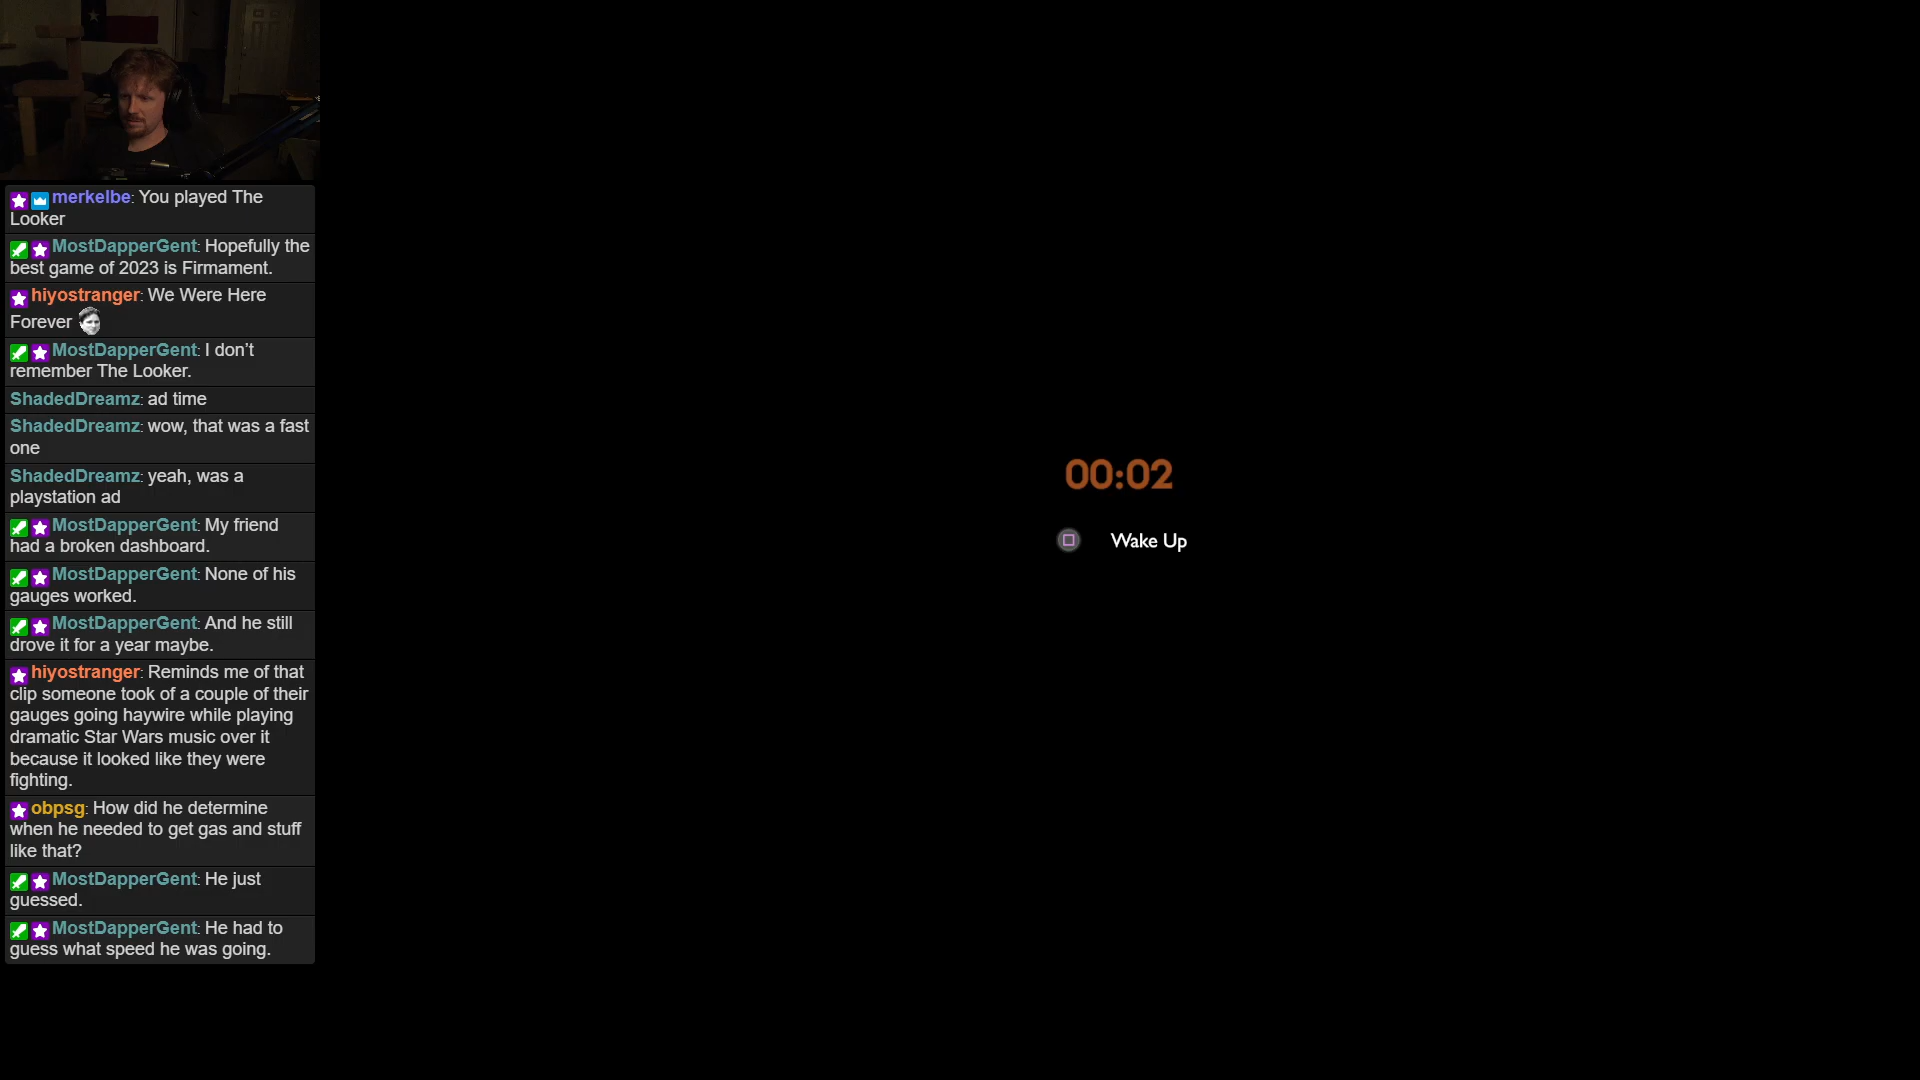 merkelbe: You played The
Looker
MostDapperGent: Hopefully the
best game of 2023 is Firmament.
hiyostranger: We Were Here
Forever
MostDapperGent: I don't
remember The Looker.
ShadedDreamz: ad time
ShadedDreamz: wow, that was a fast
one
ShadedDreamz: yeah, was a
playstation ad
MostDapperGent: My friend
had a broken dashboard.
MostDapperGent: None of his
gauges worked.
MostDapperGent: And he still
drove it for a year maybe.
hiyostranger: Reminds me of that
clip someone took of a couple of their
gauges going haywire while playing
dramatic Star Wars music over it
because it looked like they were
fighting.
obpsg: How did he determine
when he needed to get gas and stuff
like that?
MostDapperGent: He just
guessed.
MostDapperGent: He had to
guess what speed he was going.
00:02
Wake Up